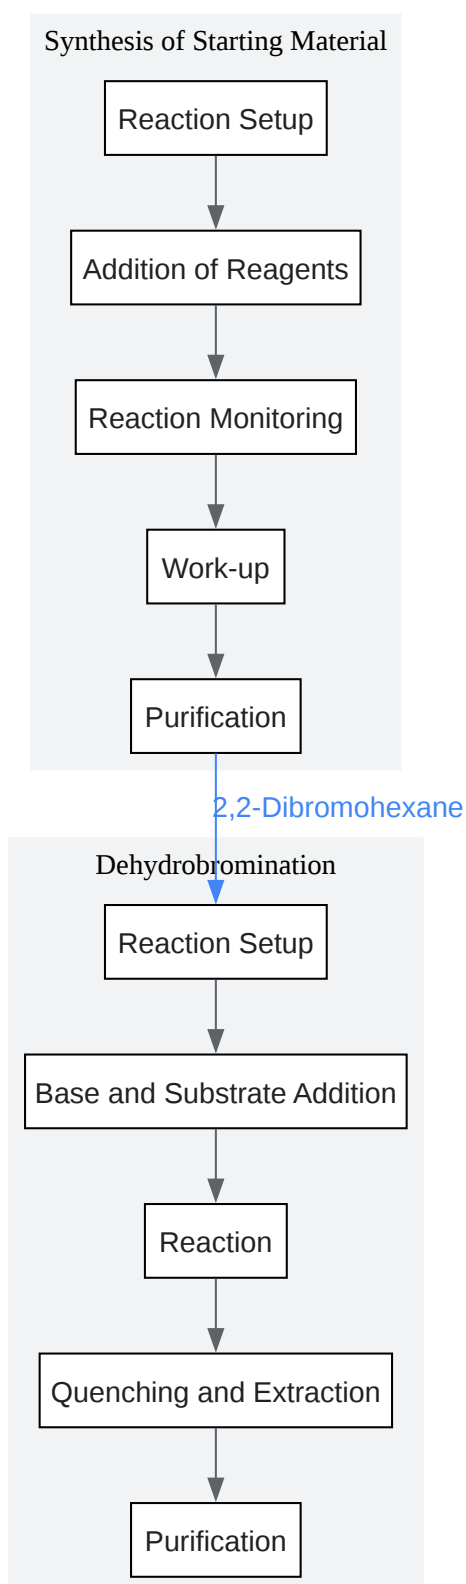 Synthesis of Starting Material
Reaction Setup
Addition of Reagents
Reaction Monitoring
Work-up
Purification
2,2-Dibromohexane
Dehydrobromination
Reaction Setup
Base and Substrate Addition
Reaction
Quenching and Extraction
Purification